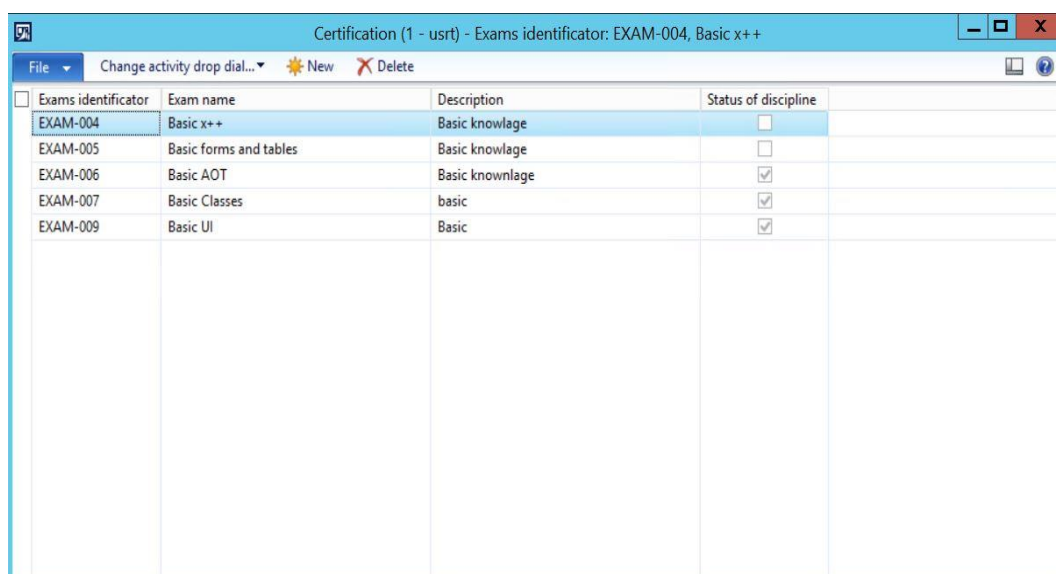 Certification (1 - usrt) - Exams identificator: EXAM-004, Basic x++
File Change activity drop dial... New Delete
Exams identificator Exam name Description Status of discipline
EXAM-004 Basic x++ Basic knowlage
EXAM-005 Basic forms and tables Basic knowlage
EXAM-006 Basic AOT Basic knownlage
EXAM-007 Basic Classes basic
EXAM-009 Basic UI Basic